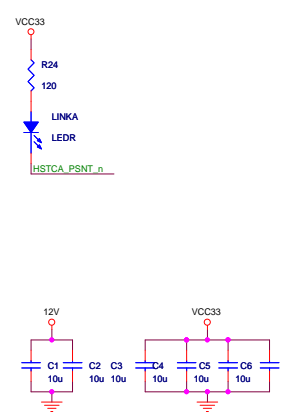 VCC33
R24
120
LINKA
LEDR
HSTCA_PSNT_n
12V
VCC33
C1 C2 C3 C4 C5 C6
10u 10u 10u 10u 10u 10u